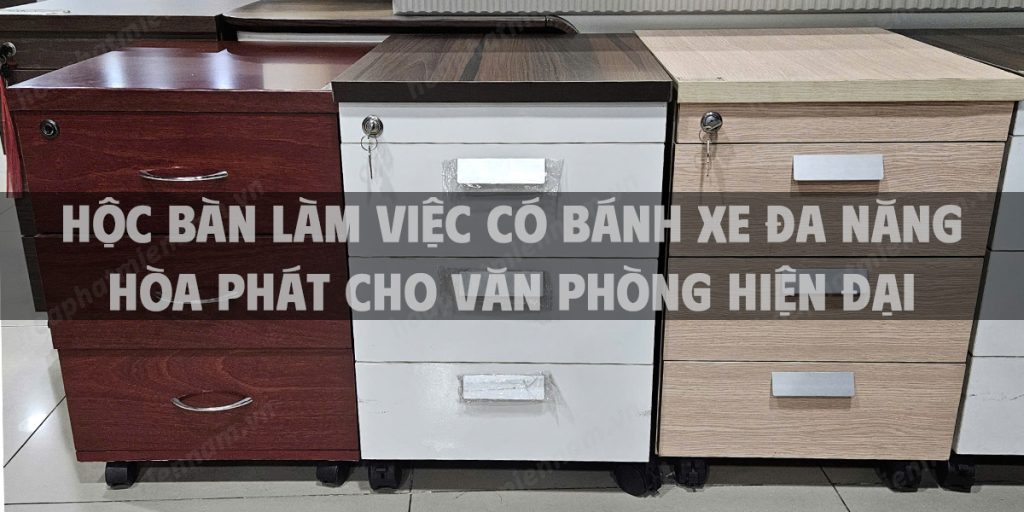 HỘC BÀN LÀM VIỆC CÓ BÁNH XE ĐA NĂNG
HÒA PHÁT CHO VĂN PHÒNG HIỆN ĐẠI